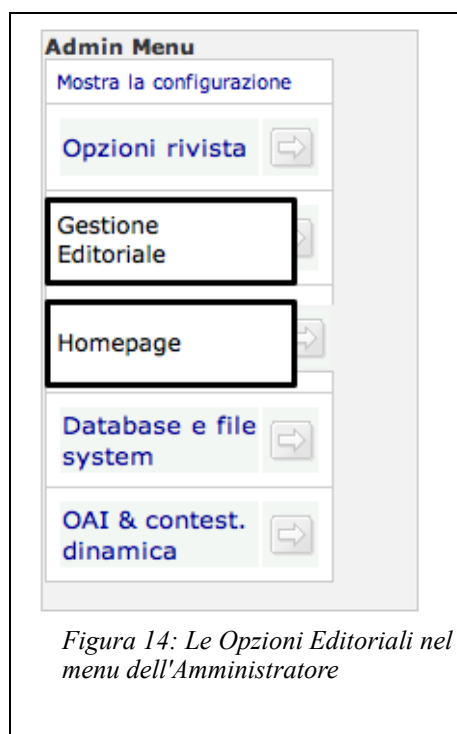 Admin Menu
Mostra la configurazione
Opzioni rivista
Gestione
Editoriale
Homepage
Database e file
system
OAI & contest.
dinamica
Figura 14: Le Opzioni Editoriali nel
menu dell'Amministratore